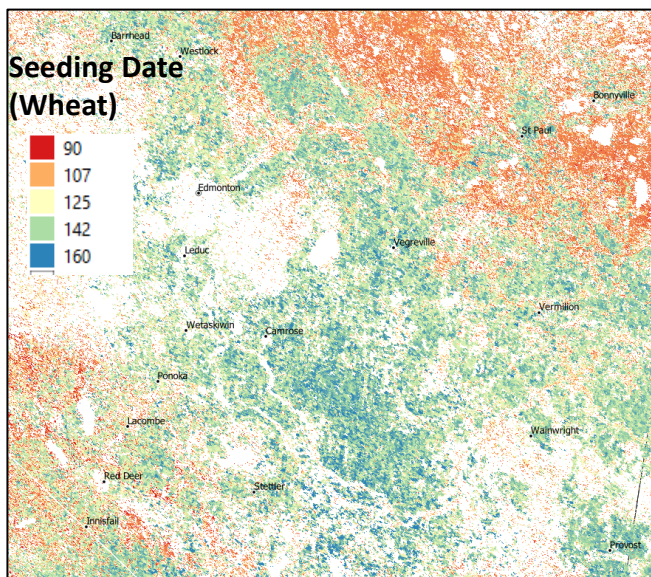 Barrhead
Westlock
Seeding Date
(Wheat)
Bonnyville
St Paul
90
107
125
142
160
Edmonton
Leduc
Vegreville
Vermilion
Wetaskiwin
Camrose
Ponoka
Lacombe
Wainwright
Red Deer
Stettler
Innisfail
Provost